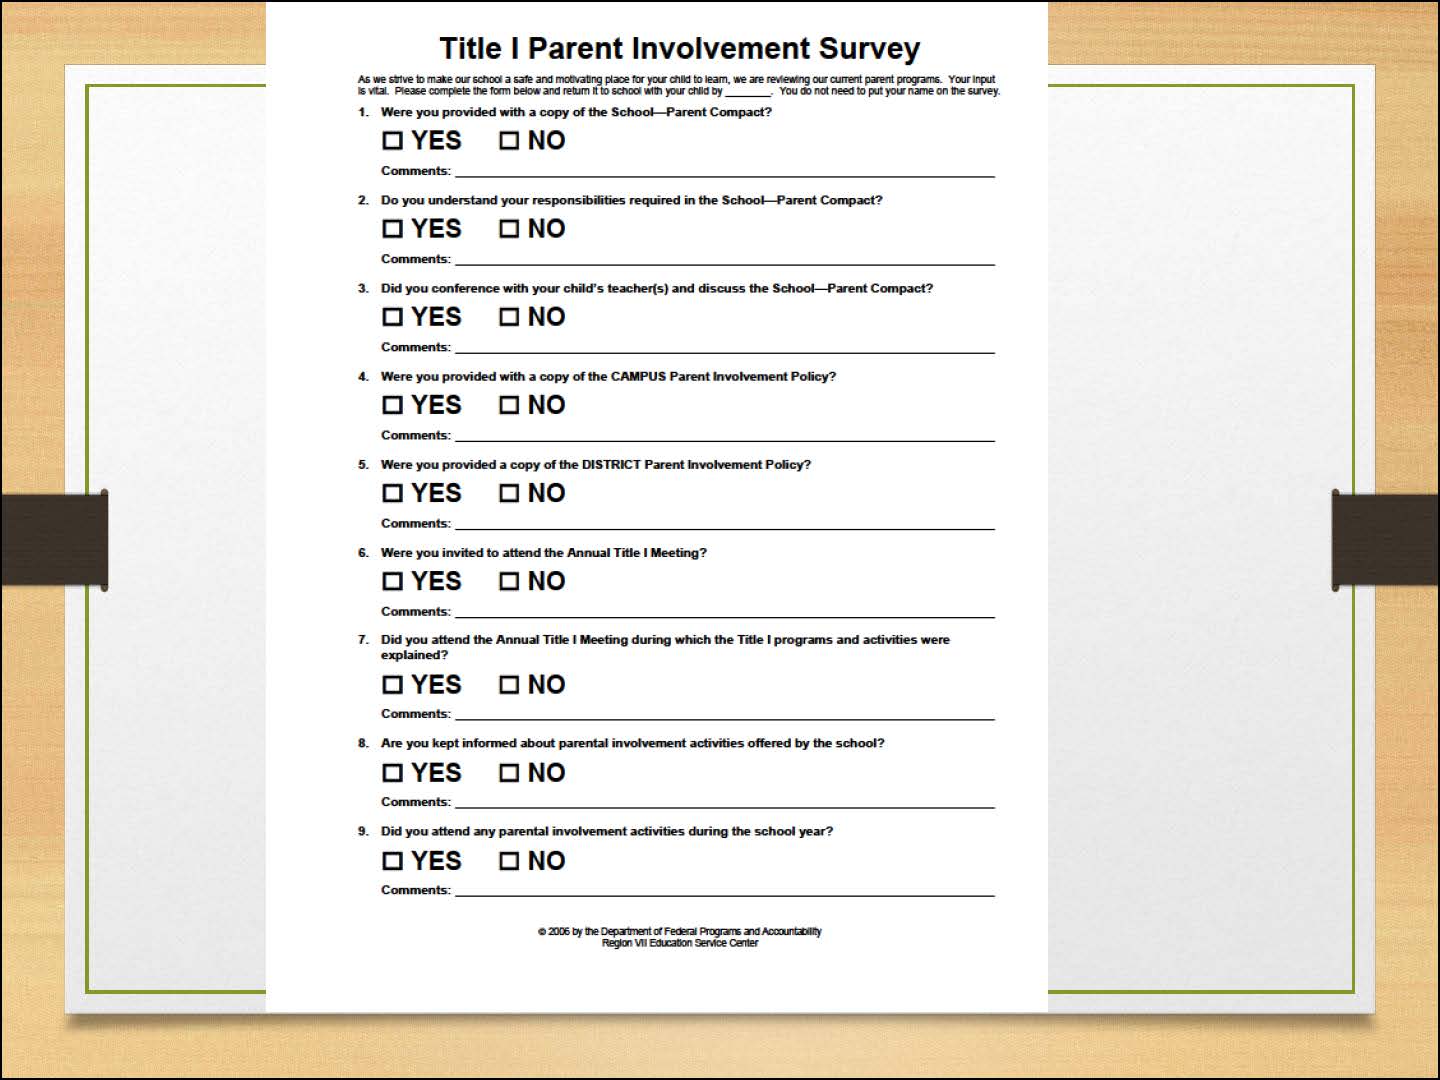 Title I Parent Involvement Survey
As we strive to make our school a safe and motivating place for your child to learn, we are reviewing our current parent programs.  Your input
is vital.  Please complete the form below and return it to school with your child by ________.  You do not need to put your name on the survey.
1. Were you provided with a copy of the School—Parent Compact?
☐ YES ☐ NO
Comments: ____________________
2. Do you understand your responsibilities required in the School—Parent Compact?
☐ YES ☐ NO
Comments: ____________________
3. Did you conference with your child's teacher(s) and discuss the School—Parent Compact?
☐ YES ☐ NO
Comments: ____________________
4. Were you provided with a copy of the CAMPUS Parent Involvement Policy?
☐ YES ☐ NO
Comments: ____________________
5. Were you provided a copy of the DISTRICT Parent Involvement Policy?
☐ YES ☐ NO
Comments: ____________________
6. Were you invited to attend the Annual Title I Meeting?
☐ YES ☐ NO
Comments: ____________________
7. Did you attend the Annual Title I Meeting during which the Title I programs and activities were
explained?
☐ YES ☐ NO
Comments: ____________________
8. Are you kept informed about parental involvement activities offered by the school?
☐ YES ☐ NO
Comments: ____________________
9. Did you attend any parental involvement activities during the school year?
☐ YES ☐ NO
Comments: ____________________
© 2006 by the Department of Federal Programs and Accountability
Region VII Education Service Center